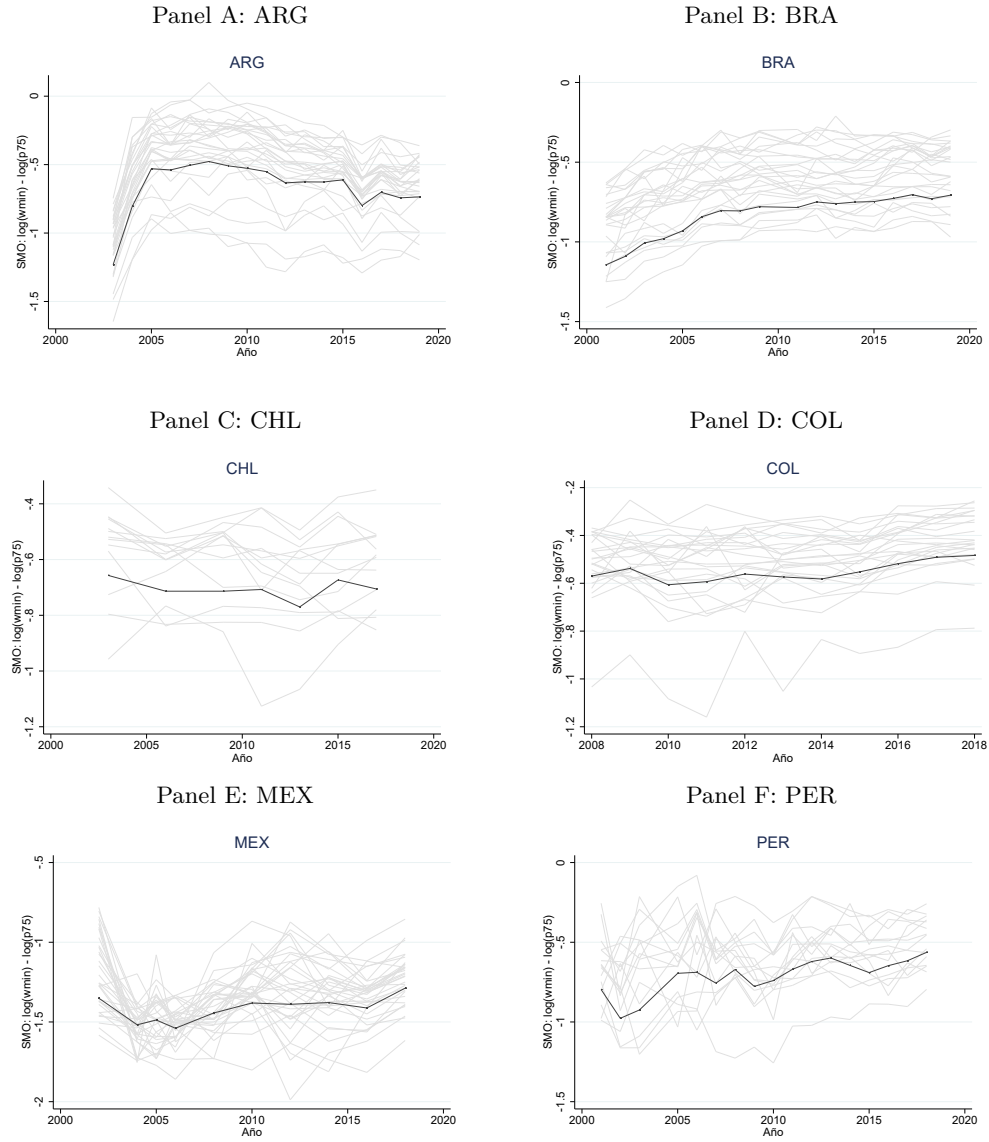 Panel A: ARG
ARG
SMO: log(wmin) - log(p75)
0
-.5
-1
-1.5
2000 2005 2010 2015 2020
Año
Panel B: BRA
BRA
SMO: log(wmin) - log(p75)
0
-.5
-1
-1.5
2000 2005 2010 2015 2020
Año
Panel C: CHL
CHL
SMO: log(wmin) - log(p75)
-.4
-.6
-.8
-1
-1.2
2000 2005 2010 2015 2020
Año
Panel D: COL
COL
SMO: log(wmin) - log(p75)
-.2
-.4
-.6
-.8
-1
-1.2
2008 2010 2012 2014 2016 2018
Año
Panel E: MEX
MEX
SMO: log(wmin) - log(p75)
-.5
-1
-1.5
-2
2000 2005 2010 2015 2020
Año
Panel F: PER
PER
SMO: log(wmin) - log(p75)
0
-.5
-1
-1.5
2000 2005 2010 2015 2020
Año